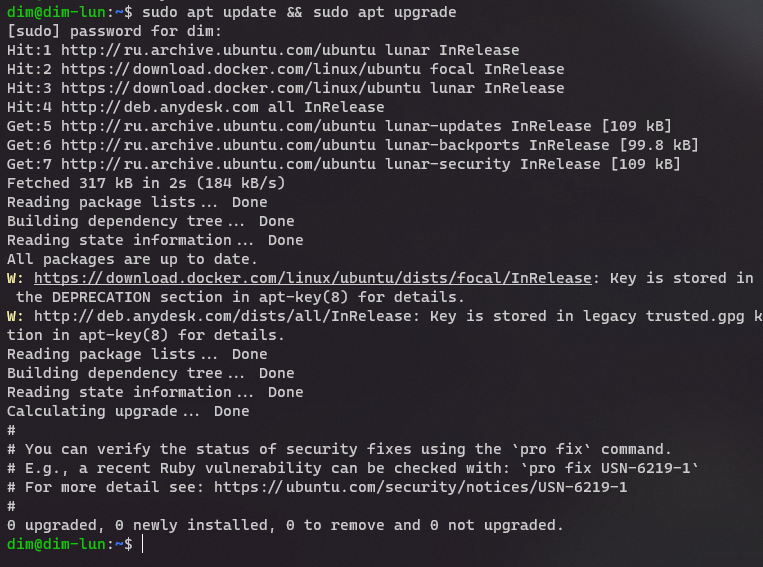 dim@dim-lun:~$ sudo apt update && sudo apt upgrade
[sudo] password for dim:
Hit:1 http://ru.archive.ubuntu.com/ubuntu lunar InRelease
Hit:2 https://download.docker.com/linux/ubuntu focal InRelease
Hit:3 https://download.docker.com/linux/ubuntu lunar InRelease
Hit:4 http://deb.anydesk.com all InRelease
Get:5 http://ru.archive.ubuntu.com/ubuntu lunar-updates InRelease [109 kB]
Get:6 http://ru.archive.ubuntu.com/ubuntu lunar-backports InRelease [99.8 kB]
Get:7 http://ru.archive.ubuntu.com/ubuntu lunar-security InRelease [109 kB]
Fetched 317 kB in 2s (184 kB/s)
Reading package lists... Done
Building dependency tree... Done
Reading state information... Done
All packages are up to date.
W: https://download.docker.com/linux/ubuntu/dists/focal/InRelease: Key is stored in
 the DEPRECATION section in apt-key(8) for details.
W: http://deb.anydesk.com/dists/all/InRelease: Key is stored in legacy trusted.gpg k
tion in apt-key(8) for details.
Reading package lists... Done
Building dependency tree... Done
Reading state information... Done
Calculating upgrade... Done
#
# You can verify the status of security fixes using the `pro fix` command.
# E.g., a recent Ruby vulnerability can be checked with: `pro fix USN-6219-1`
# For more detail see: https://ubuntu.com/security/notices/USN-6219-1
#
0 upgraded, 0 newly installed, 0 to remove and 0 not upgraded.
dim@dim-lun:~$